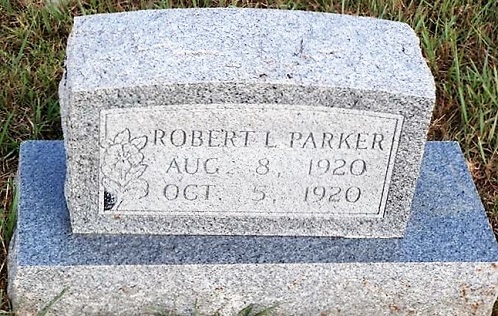 ROBERT L PARKER
AUG. 8, 1920
OCT. 5, 1920